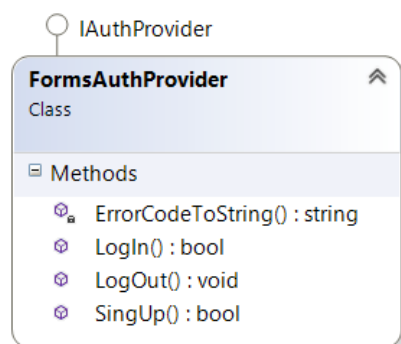 IAuthProvider
FormsAuthProvider
Class
Methods
ErrorCodeToString() : string
LogIn() : bool
LogOut() : void
SingUp() : bool